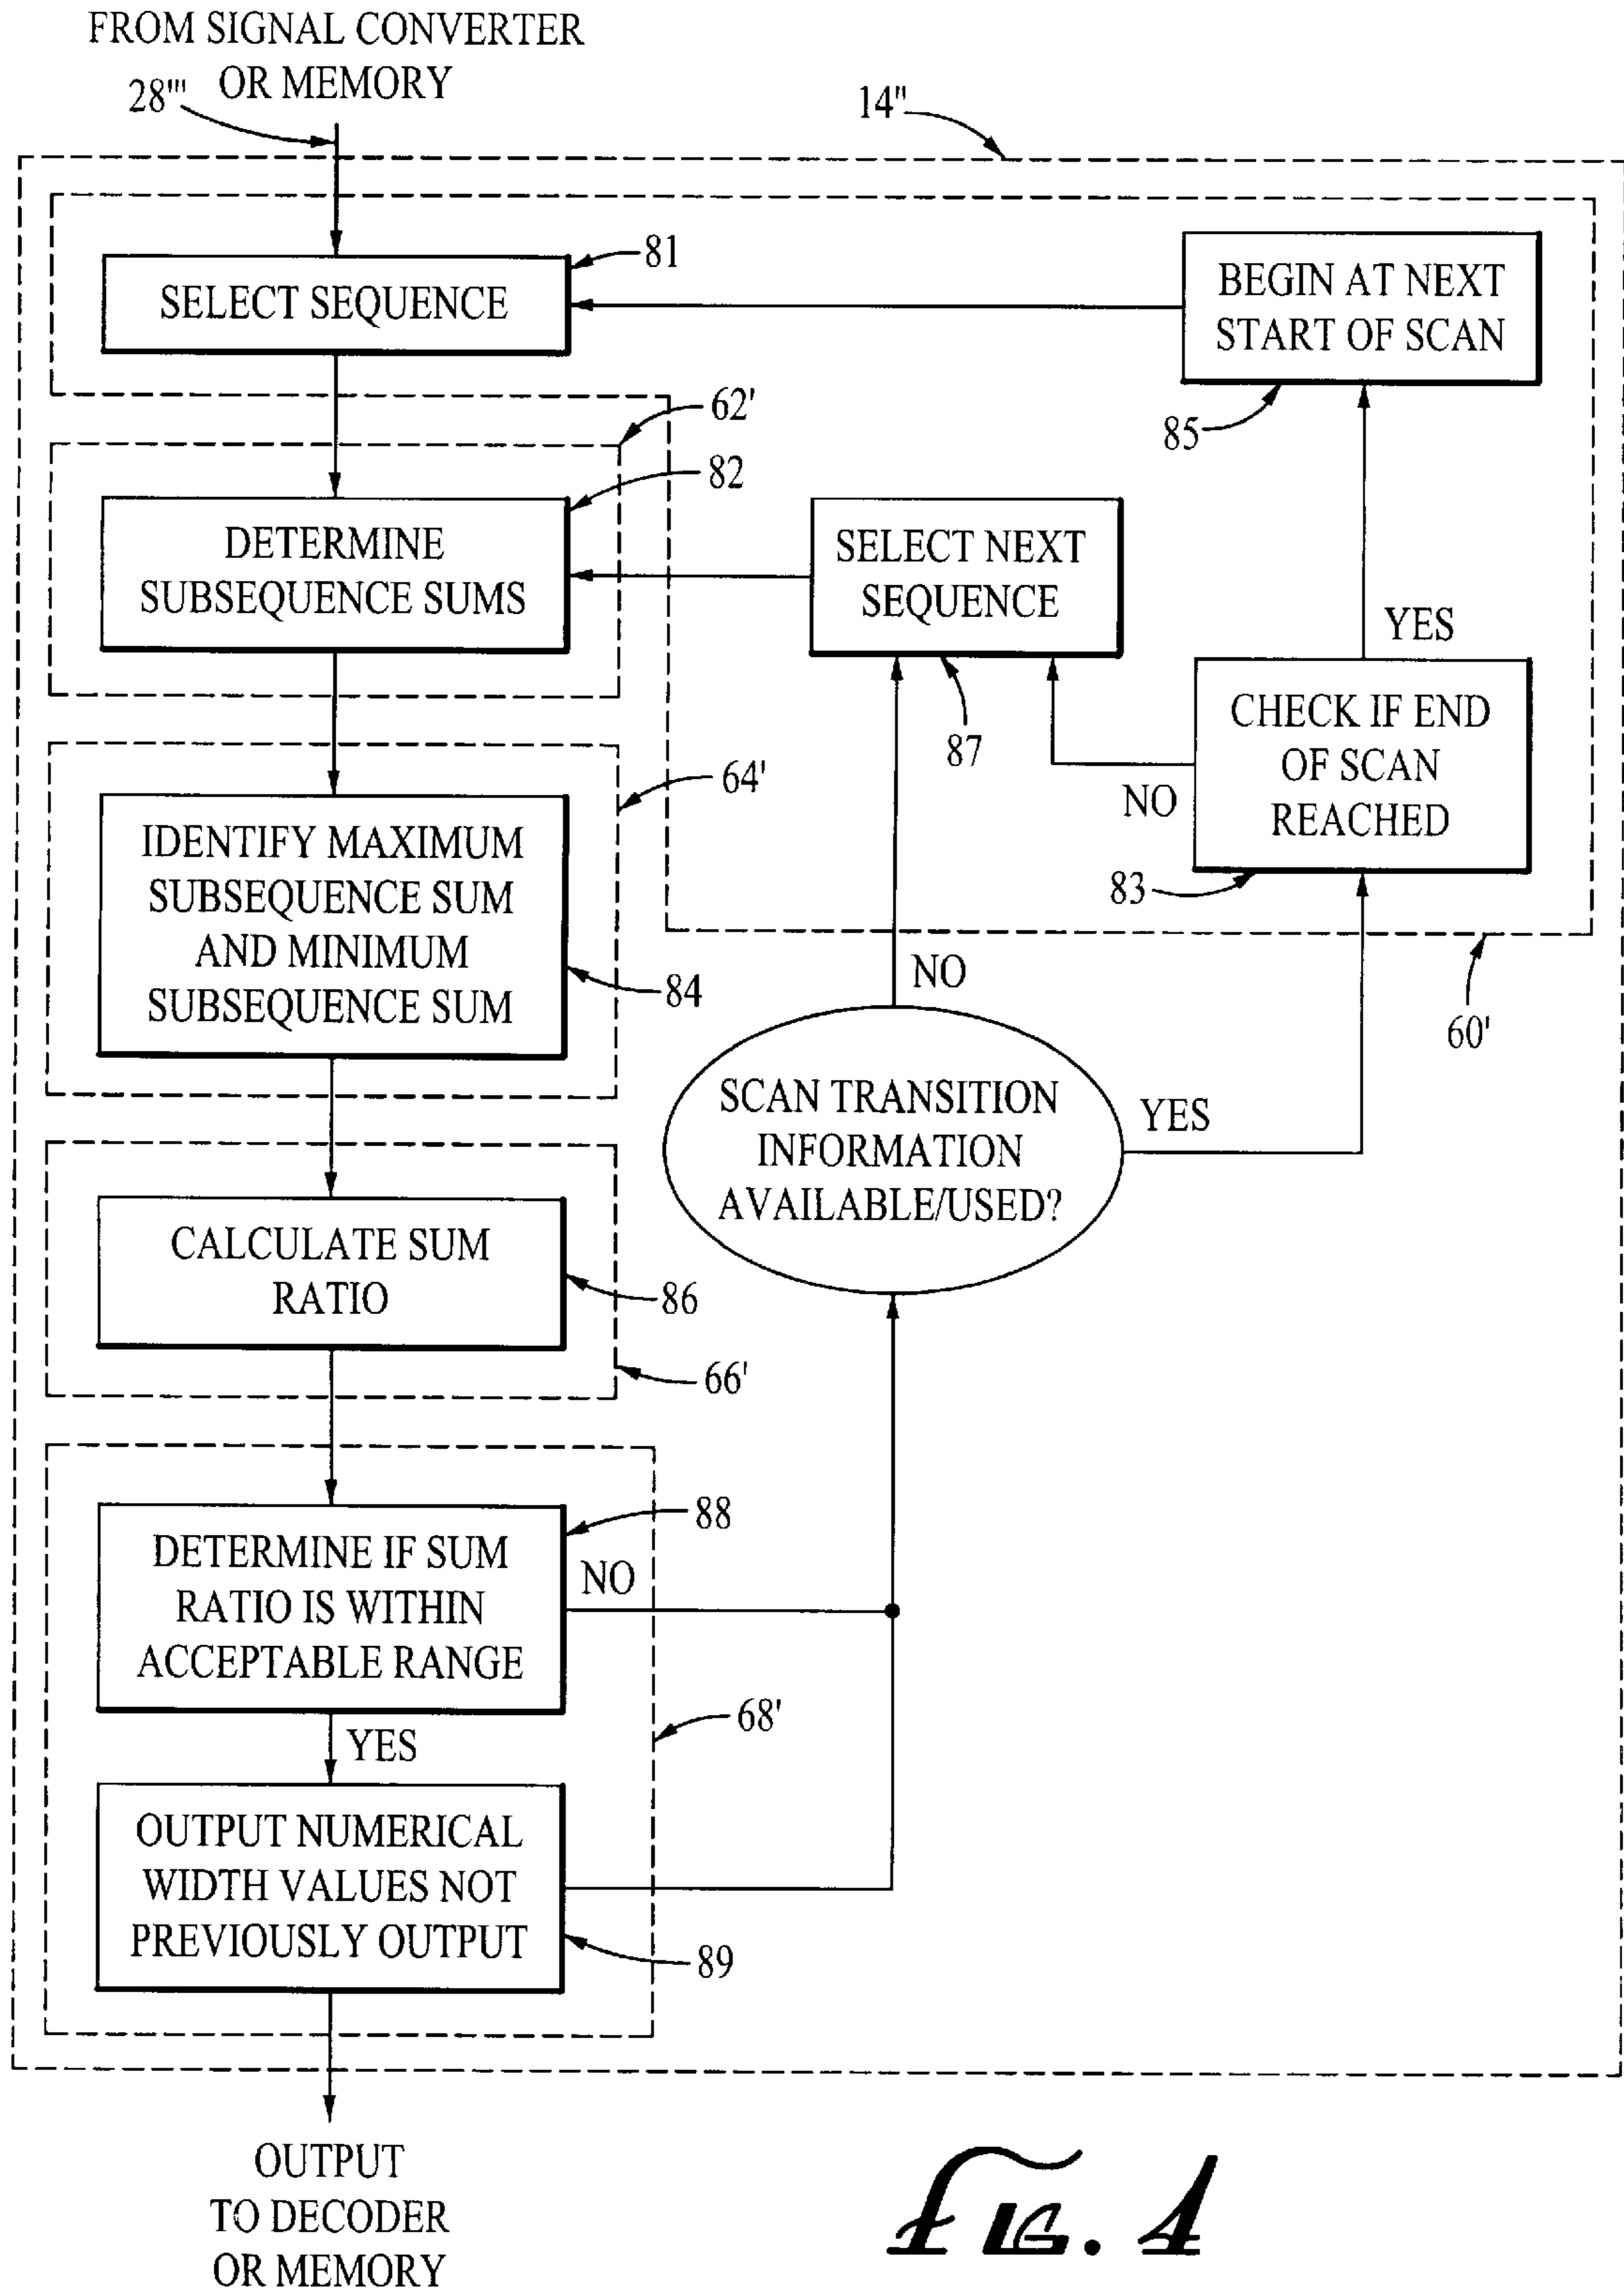 FROM SIGNAL CONVERTER
OR MEMORY
28'''
14"
SELECT SEQUENCE
81
BEGIN AT NEXT
START OF SCAN
85
62'
82
DETERMINE
SUBSEQUENCE SUMS
SELECT NEXT
SEQUENCE
87
YES
CHECK IF END
OF SCAN
REACHED
NO
83
64'
IDENTIFY MAXIMUM
SUBSEQUENCE SUM
AND MINIMUM
SUBSEQUENCE SUM
84
NO
60'
SCAN TRANSITION
INFORMATION
AVAILABLE/USED?
YES
CALCULATE SUM
RATIO
86
66'
88
DETERMINE IF SUM
RATIO IS WITHIN
ACCEPTABLE RANGE
NO
YES
68'
OUTPUT NUMERICAL
WIDTH VALUES NOT
PREVIOUSLY OUTPUT
89
OUTPUT
TO DECODER
OR MEMORY
FIG. 4